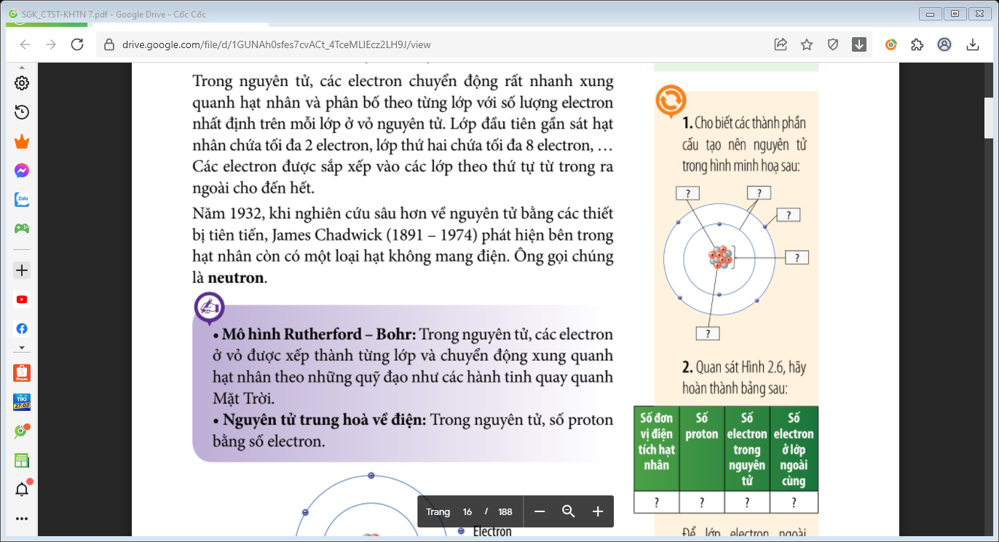 SGK_CTST-KHTN 7.pdf - Google Drive - Cốc Cốc
drive.google.com/file/d/1GUNAh0sfes7cvACt_4TceMLIEcz2LH9J/view
Trong nguyên tử, các electron chuyển động rất nhanh xung
quanh hạt nhân và phân bố theo từng lớp với số lượng electron
nhất định trên mỗi lớp ở vỏ nguyên tử. Lớp đầu tiên gần sát hạt
nhân chứa tối đa 2 electron, lớp thứ hai chứa tối đa 8 electron, …
Các electron được sắp xếp vào các lớp theo thứ tự từ trong ra
ngoài cho đến hết.
Năm 1932, khi nghiên cứu sâu hơn về nguyên tử bằng các thiết
bị tiên tiến, James Chadwick (1891 – 1974) phát hiện bên trong
hạt nhân còn có một loại hạt không mang điện. Ông gọi chúng
là neutron.
• Mô hình Rutherford – Bohr: Trong nguyên tử, các electron
ở vỏ được xếp thành từng lớp và chuyển động xung quanh
hạt nhân theo những quỹ đạo như các hành tinh quay quanh
Mặt Trời.
• Nguyên tử trung hoà về điện: Trong nguyên tử, số proton
bằng số electron.
Electron
1. Cho biết các thành phần
cấu tạo nên nguyên tử
trong hình minh hoạ sau:
? ?
?
?
?
2. Quan sát Hình 2.6, hãy
hoàn thành bảng sau:
Số đơn vị điện tích hạt nhân
Số proton
Số electron trong nguyên tử
Số electron ở lớp ngoài cùng
? ? ? ?
Để lớp electron ngoài
Trang 16 / 188
Zalo
Shopee
TIKI
27.03